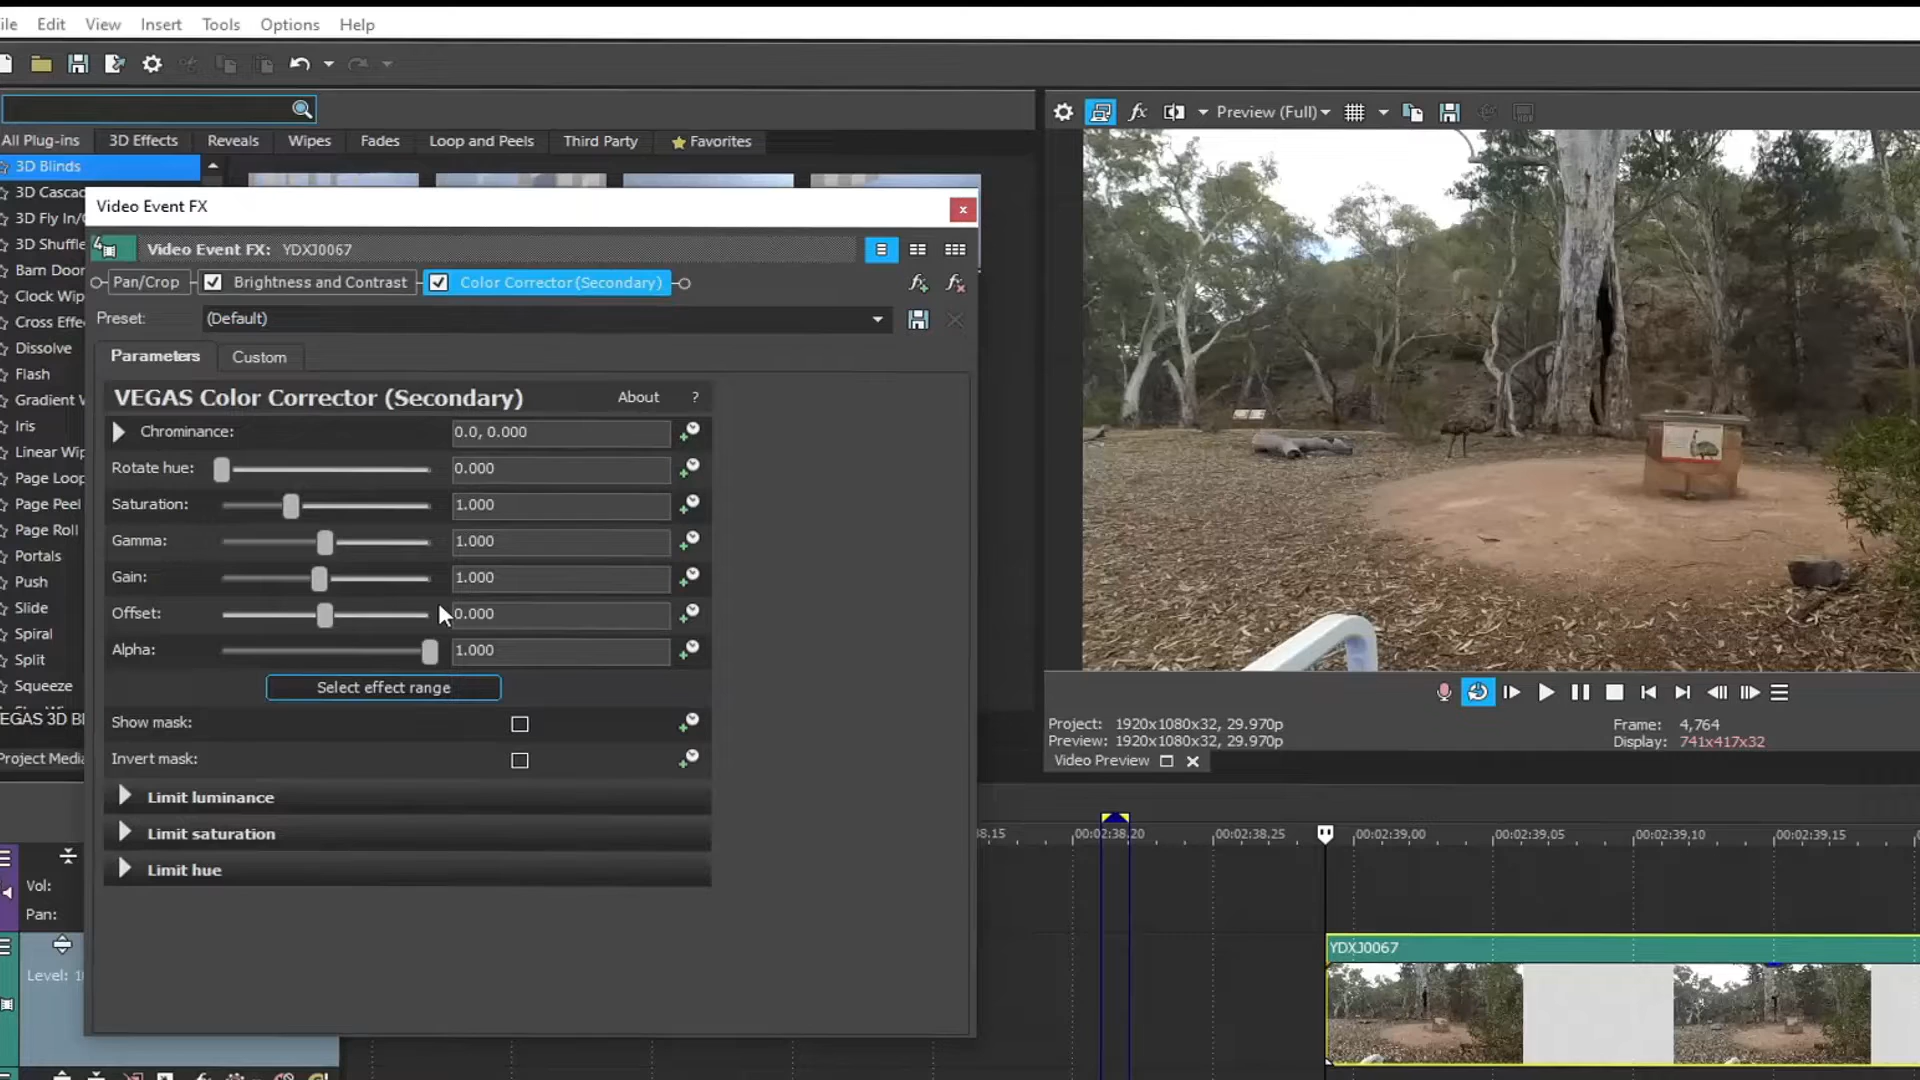 ile Edit View Insert Tools Options Help
All Plug-ins 3D Effects Reveals Wipes Fades Loop and Peels Third Party Favorites
3D Blinds
3D Cascad
3D Fly In/O
3D Shuffle
Barn Door
Clock Wip
Cross Effec
Dissolve
Flash
Gradient W
Iris
Linear Wip
Page Loop
Page Peel
Page Roll
Portals
Push
Slide
Spiral
Split
Squeeze
EGAS 3D Bl
Project Media
Video Event FX
x
4
Video Event FX: YDXJ0067
Pan/Crop Brightness and Contrast Color Corrector (Secondary)
Preset: (Default)
Parameters Custom
VEGAS Color Corrector (Secondary) About ?
Chrominance: 0.0, 0.000
Rotate hue: 0.000
Saturation: 1.000
Gamma: 1.000
Gain: 1.000
Offset: 0.000
Alpha: 1.000
Select effect range
Show mask:
Invert mask:
Limit luminance
Limit saturation
Limit hue
fx Preview (Full)
Project: 1920x1080x32, 29.970p
Preview: 1920x1080x32, 29.970p
Frame: 4,764
Display: 741x417x32
Video Preview
38.15 00:02:38.20 00:02:38.25 00:02:39.00 00:02:39.05 00:02:39.10 00:02:39.15
Vol:
Pan:
Level: 1
YDXJ0067